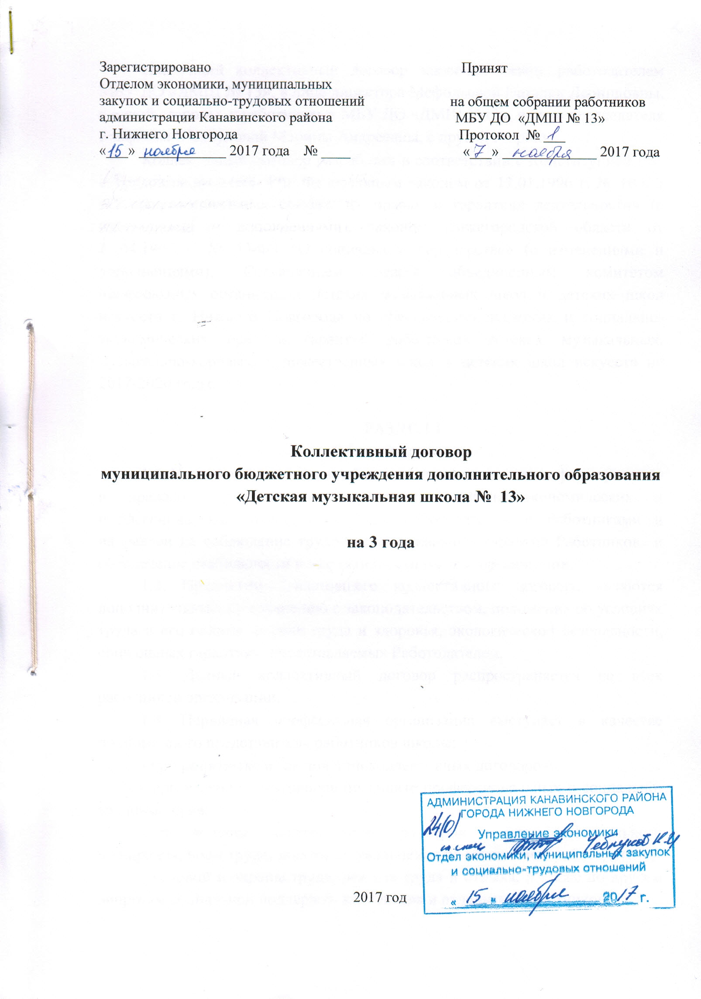 Зарегистрировано
Отделом экономики, муниципальных
закупок и социально-трудовых отношений
администрации Канавинского района
г. Нижнего Новгорода
«15» ноября 2017 года № ____
Принят
на общем собрании работников
МБУ ДО «ДМШ № 13»
Протокол № 1
«7» ноября 2017 года
Коллективный договор
муниципального бюджетного учреждения дополнительного образования
«Детская музыкальная школа № 13»
на 3 года
АДМИНИСТРАЦИЯ КАНАВИНСКОГО РАЙОНА
ГОРОДА НИЖНЕГО НОВГОРОДА
24(0)
Управление экономики
Отдел экономики, муниципальных закупок
и социально-трудовых отношений
«15» ноября 2017 г.
2017 год